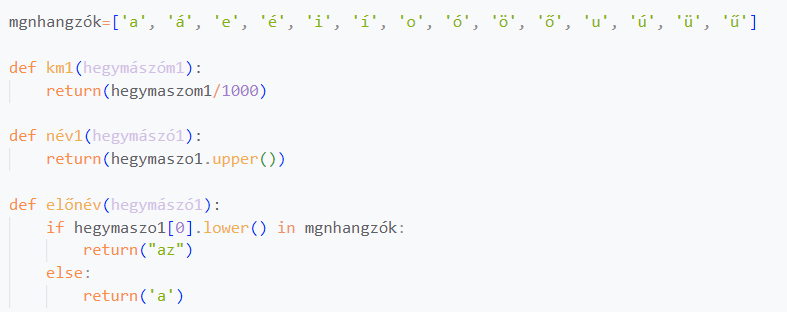 mgnhangzók=['a', 'á', 'e', 'é', 'i', 'í', 'o', 'ó', 'ö', 'ő', 'u', 'ú', 'ü', 'ű']
def km1(hegymászóm1):
return(hegymaszom1/1000)
def név1(hegymászó1):
return(hegymaszo1.upper())
def előnév(hegymászó1):
if hegymaszo1[0].lower() in mgnhangzók:
return("az")
else:
return('a')